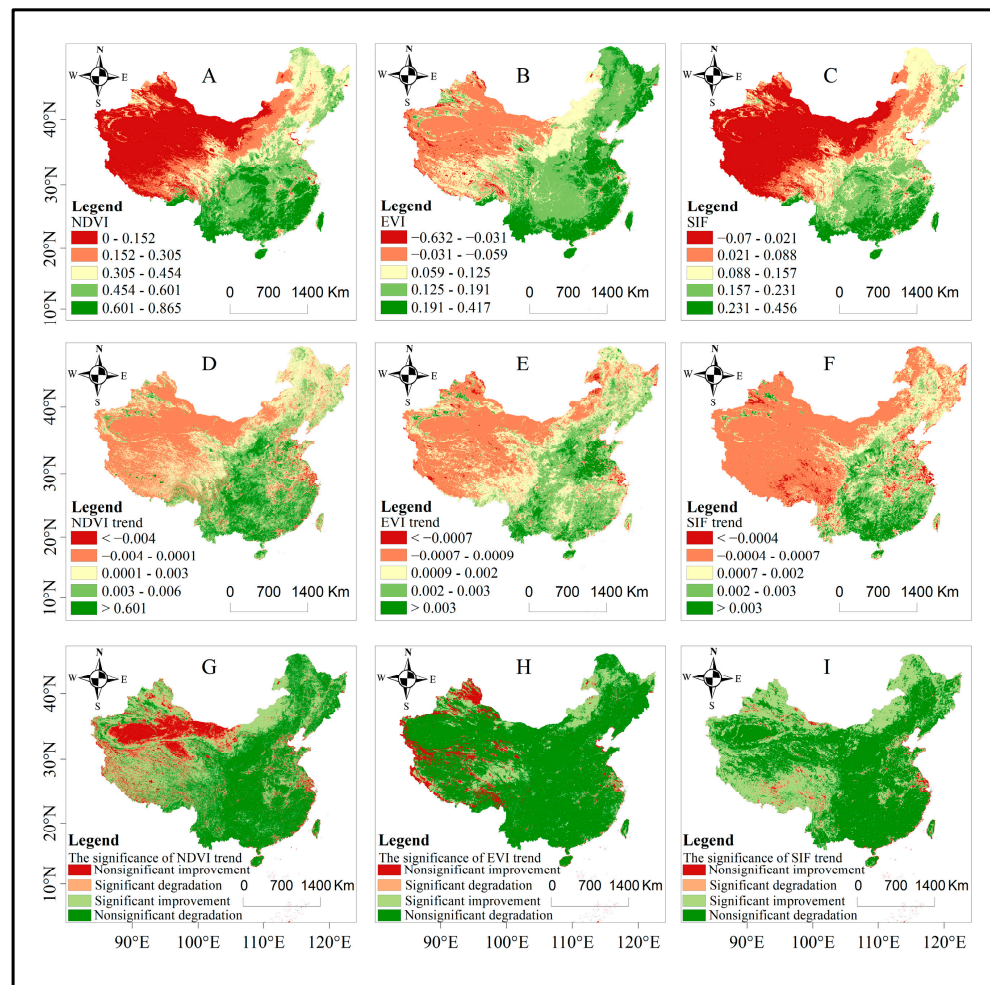 A
N
W E
S
Legend
NDVI
0 - 0.152
0.152 - 0.305
0.305 - 0.454
0.454 - 0.601
0.601 - 0.865
0 700 1400 Km
40°N
30°N
20°N
10°N
B
N
W E
S
Legend
EVI
−0.632 - −0.031
−0.031 - −0.059
0.059 - 0.125
0.125 - 0.191
0.191 - 0.417
0 700 1400 Km
C
N
W E
S
Legend
SIF
−0.07 - 0.021
0.021 - 0.088
0.088 - 0.157
0.157 - 0.231
0.231 - 0.456
0 700 1400 Km
D
N
W E
S
Legend
NDVI trend
< −0.004
−0.004 - 0.0001
0.0001 - 0.003
0.003 - 0.006
> 0.601
0 700 1400 Km
40°N
30°N
20°N
10°N
E
N
W E
S
Legend
EVI trend
< −0.0007
−0.0007 - 0.0009
0.0009 - 0.002
0.002 - 0.003
> 0.003
0 700 1400 Km
F
N
W E
S
Legend
SIF trend
< −0.0004
−0.0004 - 0.0007
0.0007 - 0.002
0.002 - 0.003
> 0.003
0 700 1400 Km
G
N
W E
S
Legend
The significance of NDVI trend
Nonsignificant improvement
Significant degradation
Significant improvement
Nonsignificant degradation
0 700 1400 Km
40°N
30°N
20°N
10°N
90°E 100°E 110°E 120°E
H
N
W E
S
Legend
The significance of EVI trend
Nonsignificant improvement
Significant degradation
Significant improvement
Nonsignificant degradation
0 700 1400 Km
90°E 100°E 110°E 120°E
I
N
W E
S
Legend
The significance of SIF trend
Nonsignificant improvement
Significant degradation
Significant improvement
Nonsignificant degradation
0 700 1400 Km
90°E 100°E 110°E 120°E